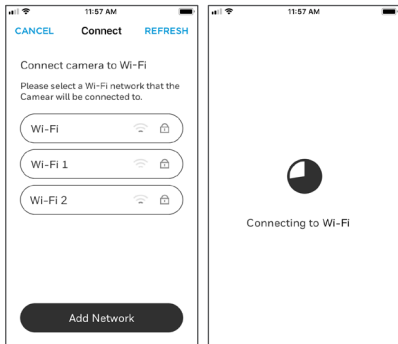 11:57 AM
CANCEL Connect REFRESH
Connect camera to Wi-Fi
Please select a Wi-Fi network that the
Camear will be connected to.
Wi-Fi
Wi-Fi 1
Wi-Fi 2
Add Network
11:57 AM
Connecting to Wi-Fi